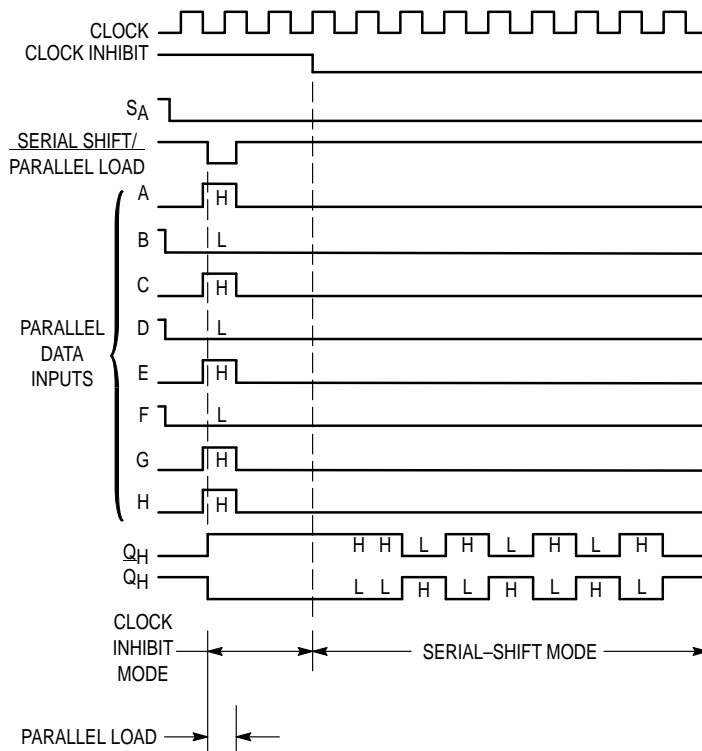 CLOCK
CLOCK INHIBIT
SA
SERIAL SHIFT/
PARALLEL LOAD
A H
B L
C H
D L
E H
F L
G H
H H
PARALLEL
DATA
INPUTS
QH H H L H L H L H
QH L L H L H L H L
CLOCK
INHIBIT
MODE
SERIAL–SHIFT MODE
PARALLEL LOAD